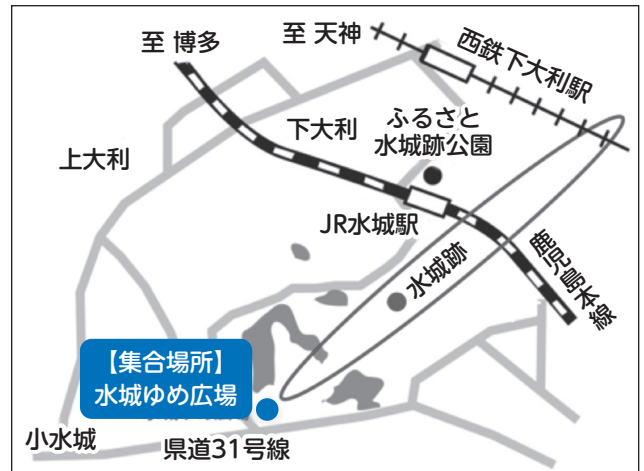 至 博多
至 天神
西鉄下大利駅
下大利
ふるさと
水城跡公園
上大利
JR水城駅
水城跡
鹿児島本線
【集合場所】
水城ゆめ広場
小水城
県道31号線